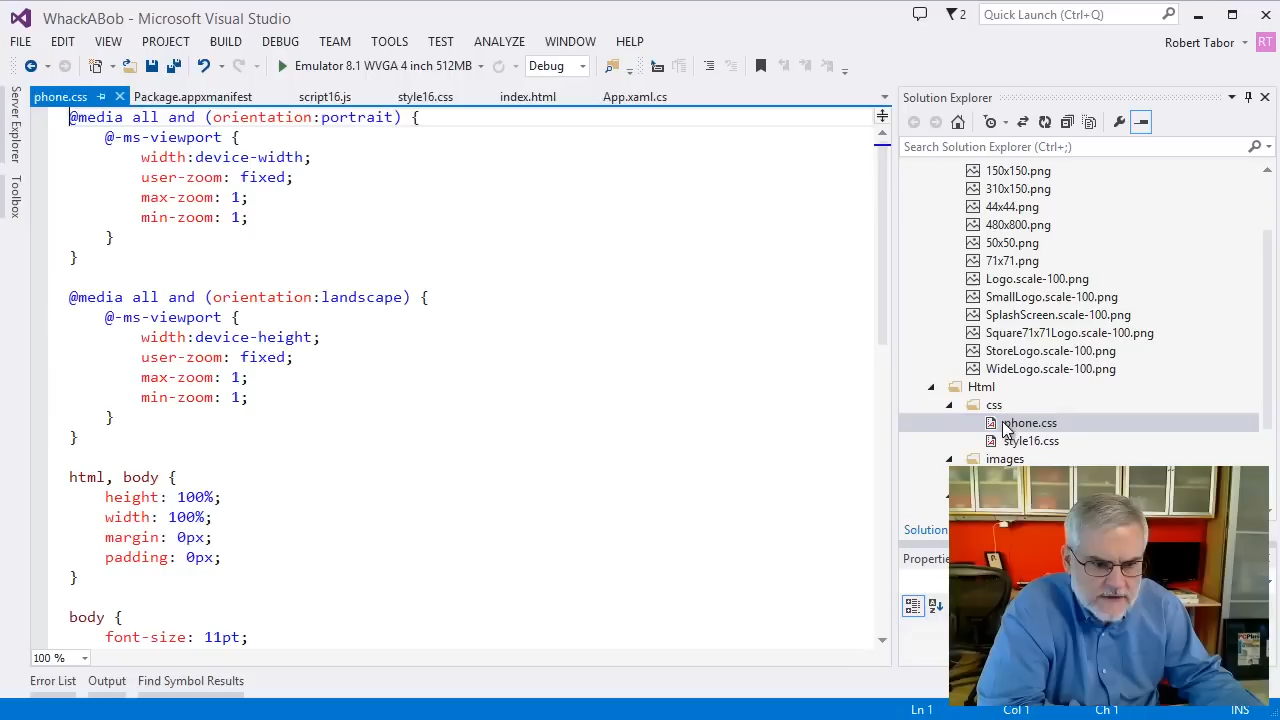 WhackABob - Microsoft Visual Studio
2
Quick Launch (Ctrl+Q)
FILE EDIT VIEW PROJECT BUILD DEBUG TEAM TOOLS TEST ANALYZE WINDOW HELP
Robert Tabor RT
Emulator 8.1 WVGA 4 inch 512MB Debug
Server Explorer
Toolbox
phone.css Package.appxmanifest script16.js style16.css index.html App.xaml.cs
@media all and (orientation:portrait) {
@-ms-viewport {
width:device-width;
user-zoom: fixed;
max-zoom: 1;
min-zoom: 1;
}
}
@media all and (orientation:landscape) {
@-ms-viewport {
width:device-height;
user-zoom: fixed;
max-zoom: 1;
min-zoom: 1;
}
}
html, body {
height: 100%;
width: 100%;
margin: 0px;
padding: 0px;
}
body {
font-size: 11pt;
100 %
Error List Output Find Symbol Results
Solution Explorer
Search Solution Explorer (Ctrl+;)
150x150.png
310x150.png
44x44.png
480x800.png
50x50.png
71x71.png
Logo.scale-100.png
SmallLogo.scale-100.png
SplashScreen.scale-100.png
Square71x71Logo.scale-100.png
StoreLogo.scale-100.png
WideLogo.scale-100.png
Html
css
phone.css
style16.css
images
Solution
Properties
Ln 1 Col 1 Ch 1 INS